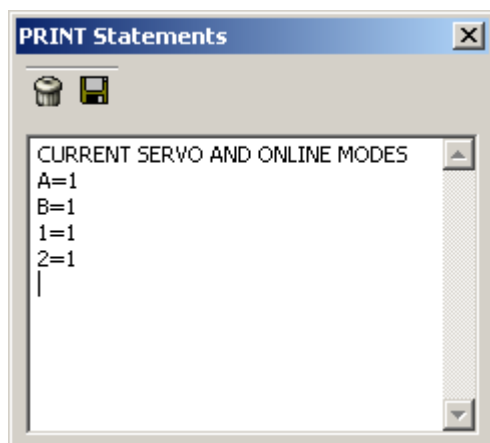 PRINT Statements
CURRENT SERVO AND ONLINE MODES
A=1
B=1
1=1
2=1